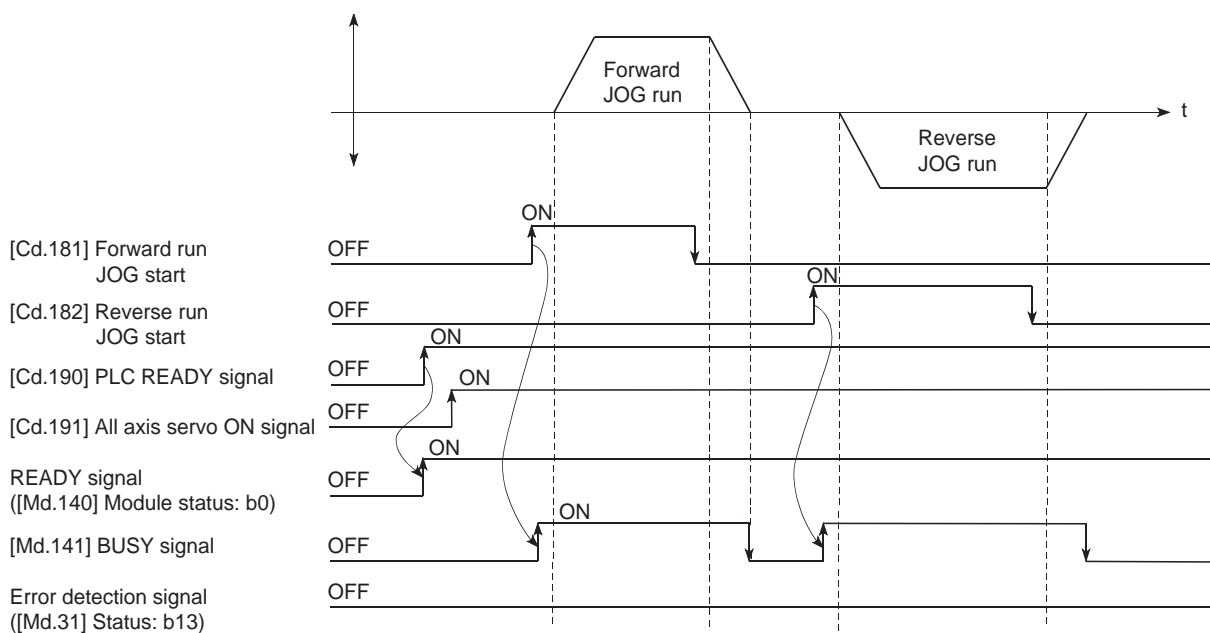 Forward
JOG run
t
Reverse
JOG run
ON
[Cd.181] Forward run
JOG start
OFF
ON
[Cd.182] Reverse run
JOG start
OFF
ON
[Cd.190] PLC READY signal
OFF
ON
[Cd.191] All axis servo ON signal
OFF
ON
READY signal
([Md.140] Module status: b0)
OFF
ON
[Md.141] BUSY signal
OFF
Error detection signal
([Md.31] Status: b13)
OFF